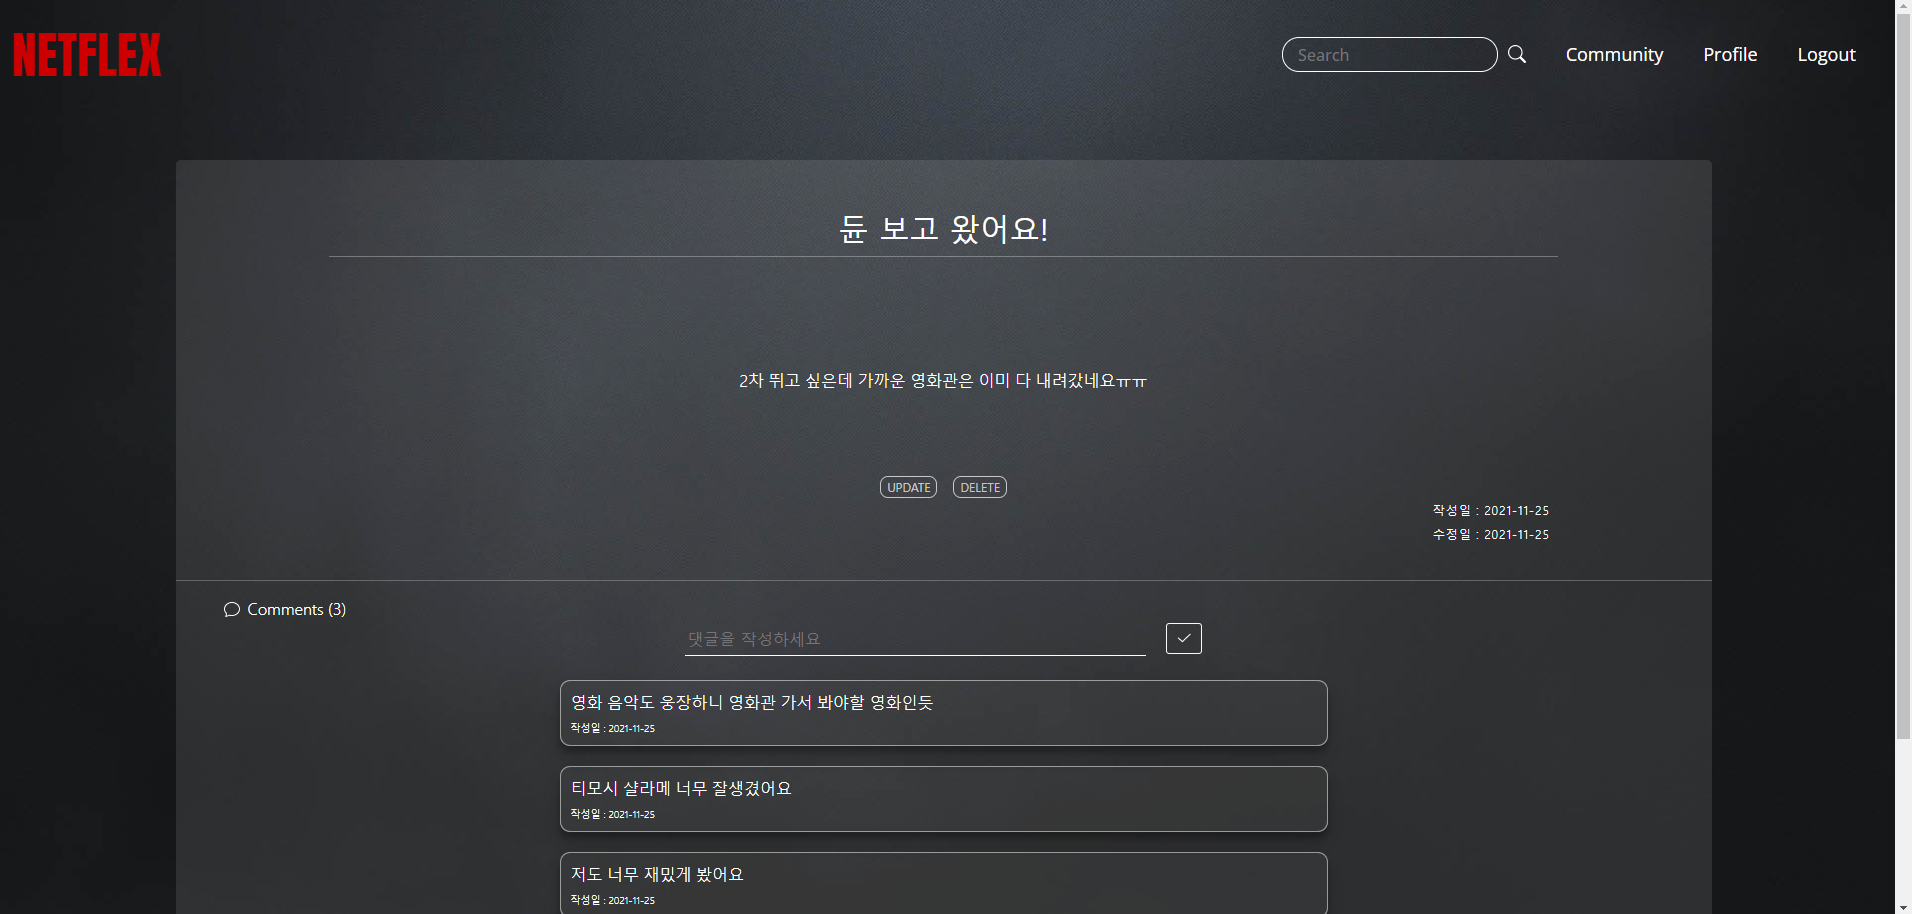 NETFLEX
Search
Community
Profile
Logout
듄 보고 왔어요!
2차 뛰고 싶은데 가까운 영화관은 이미 다 내려갔네요ㅠㅠ
UPDATE
DELETE
작성일 : 2021-11-25
수정일 : 2021-11-25
Comments (3)
댓글을 작성하세요
영화 음악도 웅장하니 영화관 가서 봐야할 영화인듯
작성일 : 2021-11-25
티모시 샬라메 너무 잘생겼어요
작성일 : 2021-11-25
저도 너무 재밌게 봤어요
작성일 : 2021-11-25